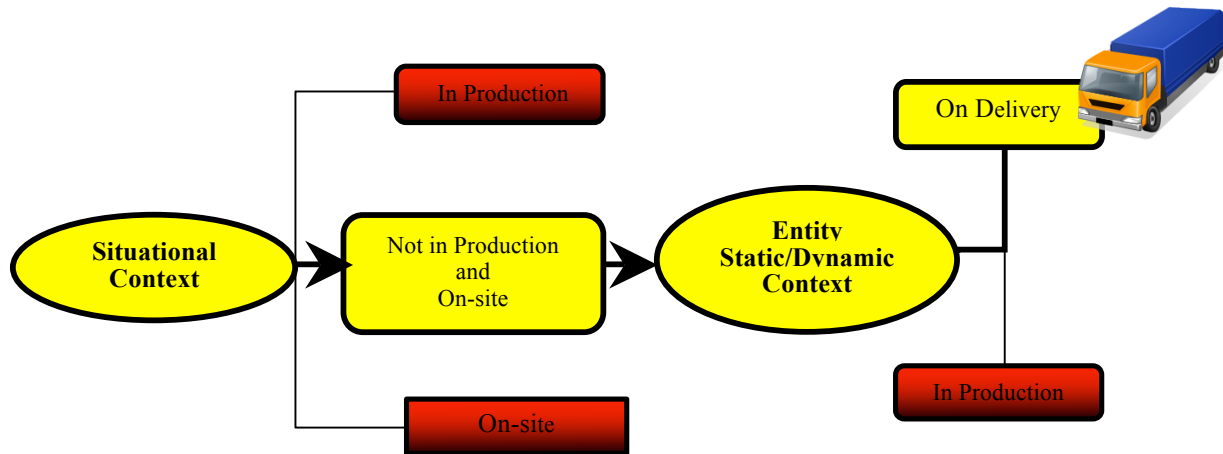 In Production
On Delivery
Situational
Context
Not in Production
and
On-site
Entity
Static/Dynamic
Context
In Production
On-site